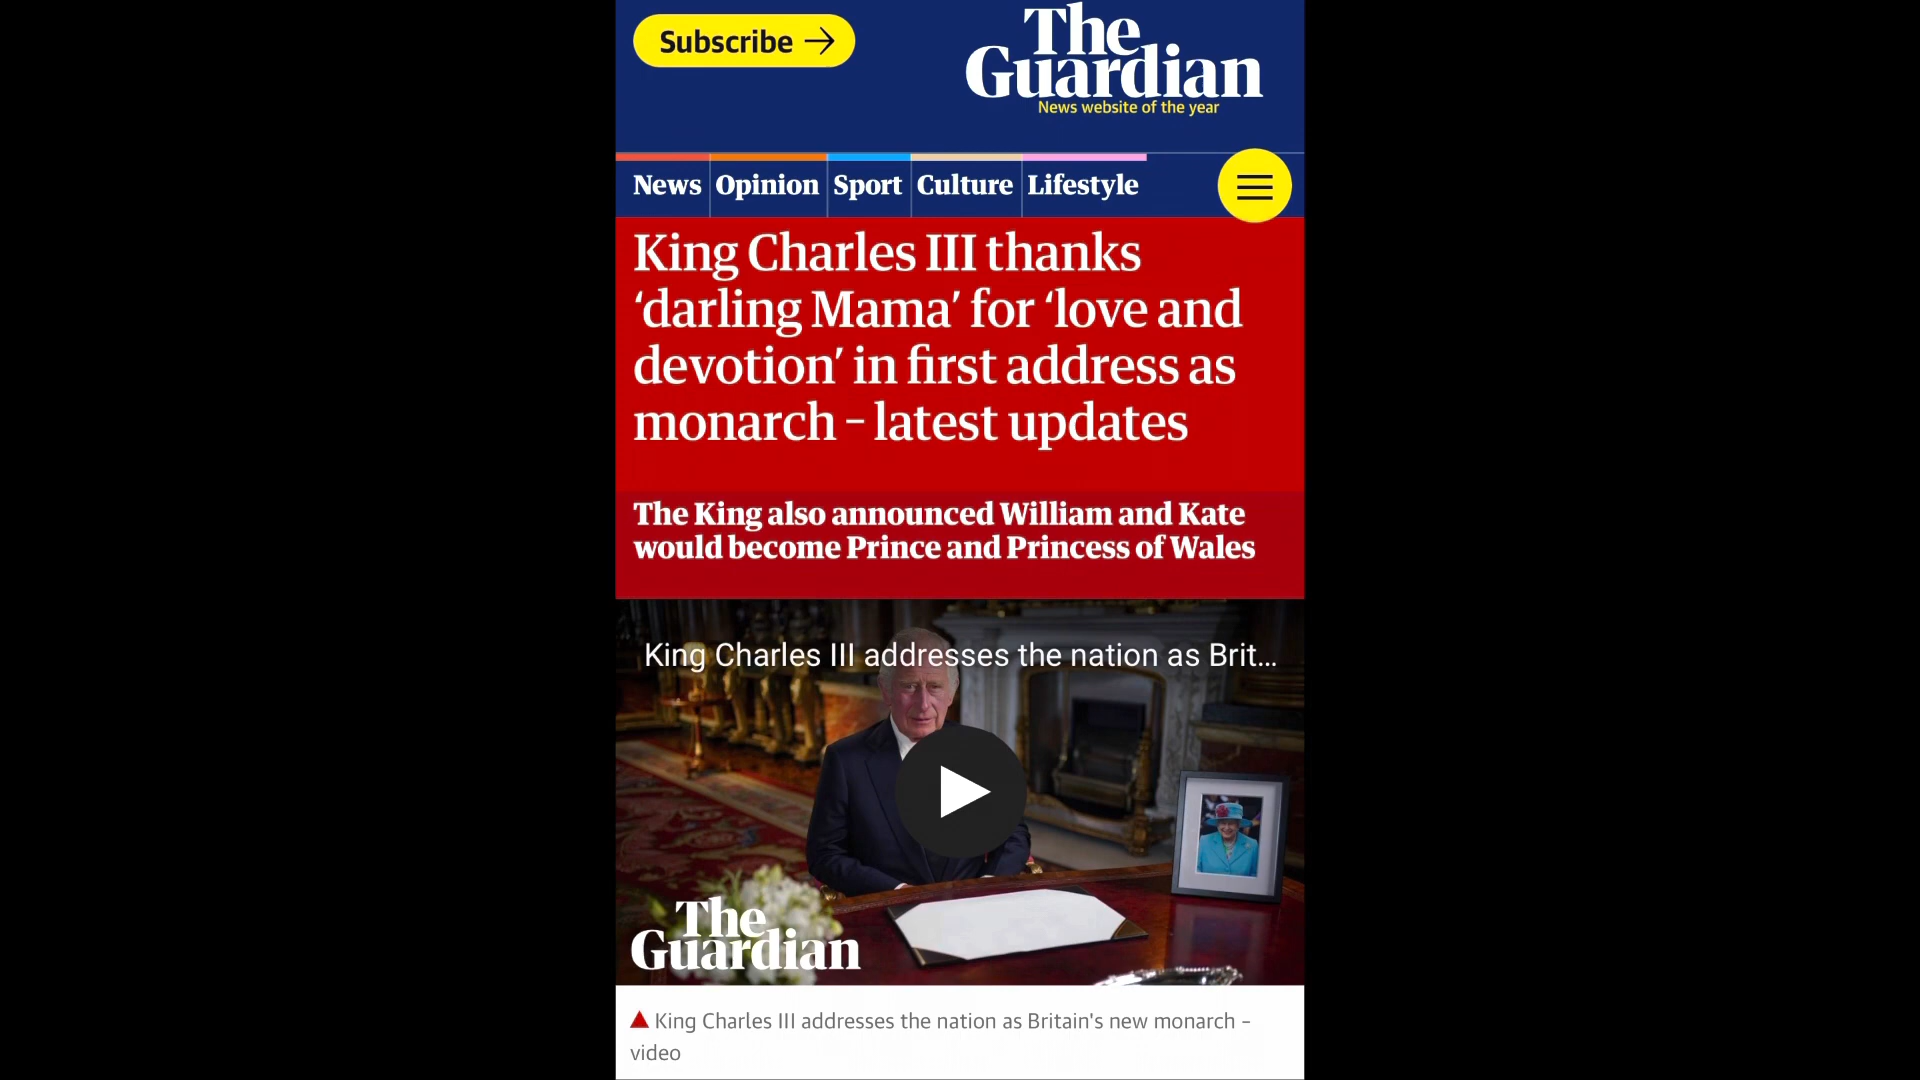 Subscribe
The
Guardian
News website of the year
News Opinion Sport Culture Lifestyle
King Charles III thanks
‘darling Mama’ for ‘love and
devotion’ in first address as
monarch – latest updates
The King also announced William and Kate
would become Prince and Princess of Wales
King Charles III addresses the nation as Brit...
The
Guardian
King Charles III addresses the nation as Britain's new monarch –
video